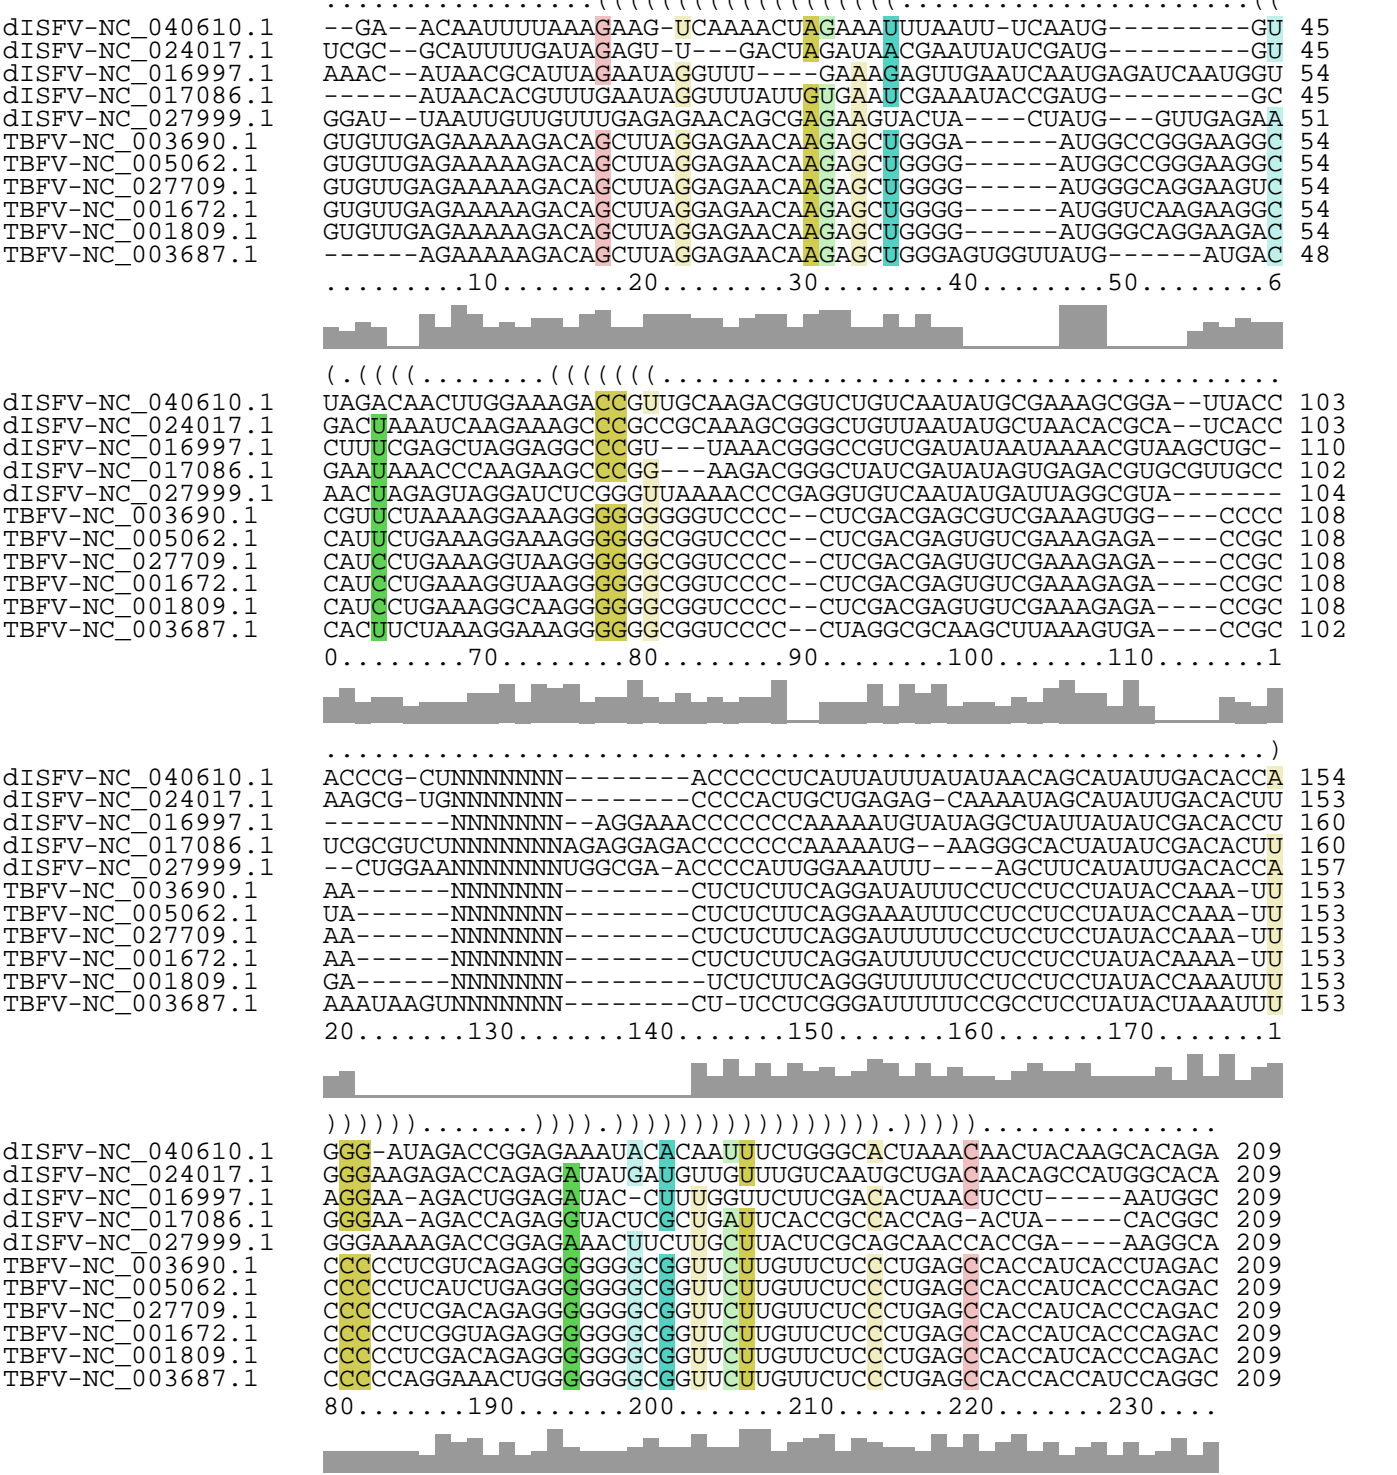 .................(((((((((((((((((((......................((
dISFV-NC_040610.1 --GA--ACAAUUUUUAAAGAAG-UCAAAACUAGAAAUUUAAUU-UCAAUG---------GU 45
dISFV-NC_024017.1 UCGC--GCAUUUUGAUAGAGU-U---GACUAGAUAACGAAUUAUCGAUG---------GU 45
dISFV-NC_016997.1 AAAC--AUAACGCAUUAGAAUAGGUUU----GAAAGAGUUGAAUCAAUGAGAUCAAUGGU 54
dISFV-NC_017086.1 ------AUAACACGUUUGAAUAGGUUUAUUGUGAAUCGAAAUACCGAUG---------GC 45
dISFV-NC_027999.1 GGAU--UUAAUUGUUGUUUGAGAGAACAGCGAGAAGUACUA----CUAUG---GUUGAGAA 51
TBFV-NC_003690.1 GUGUUGAGAAAAAGACAGCUUAGGAGAACAAGAGCUGGGA------AUGGCCGGGAAGGC 54
TBFV-NC_005062.1 GUGUUGAGAAAAAGACAGCUUAGGAGAACAAGAGCUGGGG------AUGGCCGGGAAGGC 54
TBFV-NC_027709.1 GUGUUGAGAAAAAGACAGCUUAGGAGAACAAGAGCUGGGG------AUGGGCAGGAAGUC 54
TBFV-NC_001672.1 GUGUUGAGAAAAAGACAGCUUAGGAGAACAAGAGCUGGGG------AUGGUCAAGAAGGC 54
TBFV-NC_001809.1 GUGUUGAGAAAAAGACAGCUUAGGAGAACAAGAGCUGGGG------AUGGGCAGGAAGAC 54
TBFV-NC_003687.1 ------AGAAAAAGACAGCUUAGGAGAACAAGAGCUGGGAGUGGUUAUG------AUGAC 48
.........10........20........30........40........50........6
(.((((........(((((((.......................................
dISFV-NC_040610.1 UAGACAACUUGGAAAGACCGUUGCAAGACGGUCUGUCAAUAUGCGAAAGCGGA--UUACC 103
dISFV-NC_024017.1 GACUAAAUCAAGAAAGCCCGCCGCAAAGCGGGCUGUUAAUAUGCUAACACGCA--UCACC 103
dISFV-NC_016997.1 CUUUCGAGCUAGGAGGCCCGU---UAAACGGGCCGUCGAUAUAAUAAAACGUAAGCUGC- 110
dISFV-NC_017086.1 GAAUAAACCCAAGAAGCCCGG---AAGACGGGCUAUCGAUAUAGUGAGACGUGCGUUGCC 102
dISFV-NC_027999.1 AACUAGAGUAGGAUCUCGGGUUAAAACCCGAGGUGUCAAUAUGAUUAGGCGUA------- 104
TBFV-NC_003690.1 CGUUCUAAAAGGAAAGGGGGGGGGUCCCC--CUCGACGAGCGUCGAAAGUGG----CCCC 108
TBFV-NC_005062.1 CAUUCUGAAAGGAAAGGGGGGCGGUCCCC--CUCGACGAGUGUCGAAAGAGA----CCGC 108
TBFV-NC_027709.1 CAUCCUGAAAGGUAAGGGGGGCGGUCCCC--CUCGACGAGUGUCGAAAGAGA----CCGC 108
TBFV-NC_001672.1 CAUCCUGAAAGGUAAGGGGGGCGGUCCCC--CUCGACGAGUGUCGAAAGAGA----CCGC 108
TBFV-NC_001809.1 CAUCCUGAAAGGCAAGGGGGGCGGUCCCC--CUCGACGAGUGUCGAAAGAGA----CCGC 108
TBFV-NC_003687.1 CACUUCUAAAGGAAAGGGGGGCGGUCCCC--CUAGGCGCAAGCUUAAAGUGA----CCGC 102
0........70........80........90........100.......110.......1
...........................................................)
dISFV-NC_040610.1 ACCCG-CUNNNNNNN--------ACCCCCUCAUUAUUUAUAUAACAGCAUAUUGACACCA 154
dISFV-NC_024017.1 AAGCG-UGNNNNNNN--------CCCCACUGCUGAGAG-CAAAAUAGCAUAUUGACACUU 153
dISFV-NC_016997.1 --------NNNNNNN--AGGAAACCCCCCCAAAAAUGUAUAGGCUAUUAUAUCGACACCU 160
dISFV-NC_017086.1 UCGCGUCUNNNNNNNAGAGGAGACCCCCCCAAAAAUG--AAGGGCACUAUAUCGACACUU 160
dISFV-NC_027999.1 --CUGGAANNNNNNNUGGCGA-ACCCCAUUGGAAAUUU----AGCUUCAUAUUGACACCA 157
TBFV-NC_003690.1 AA------NNNNNNN--------CUCUCUUCAGGAUAUUUCCUCCUCCUAUACCAAA-UU 153
TBFV-NC_005062.1 UA------NNNNNNN--------CUCUCUUCAGGAAAUUUCCUCCUCCUAUACCAAA-UU 153
TBFV-NC_027709.1 AA------NNNNNNN--------CUCUCUUCAGGAUUUUUCCUCCUCCUAUACCAAA-UU 153
TBFV-NC_001672.1 AA------NNNNNNN--------CUCUCUUCAGGAUUUUUCCUCCUCCUAUACAAAA-UU 153
TBFV-NC_001809.1 GA------NNNNNNN---------UCUCUUCAGGGUUUUUCCUCCUCCUAUACCAAAUUU 153
TBFV-NC_003687.1 AAAUAAGUNNNNNNN--------CU-UCCUCGGGAUUUUUCCGCCUCCUAUACUAAAUUU 153
20.......130.......140.......150.......160.......170.......1
)))))).......)))).))))))))))))))))).)))))...............
dISFV-NC_040610.1 GGG-AUAGACCGGAGAAAUACACAAUUUCUGGGCACUAAACAACUACAAGCACAGA 209
dISFV-NC_024017.1 GGGAAGAGACCAGAGAUAUGAUGUUGUUUGUCAAUGCUGACAACAGCCAUGGCACA 209
dISFV-NC_016997.1 AGGAA-AGACUGGAGAUAC-CUUUGGUUCUUCGACACUAACUCCU-----AAUGGC 209
dISFV-NC_017086.1 GGGAA-AGACCAGAGGUACUCGCUGAUUCACCGCCACCAG-ACUA-----CACGGC 209
dISFV-NC_027999.1 GGGAAAAGACCGGAGAAACUUCUUGCUUACUCGCAGCAACCACCGA----AAGGCA 209
TBFV-NC_003690.1 CCCCCUCGUCAGAGGGGGGGCGGUUCUUGUUCUCCCUGAGCCACCAUCACCUAGAC 209
TBFV-NC_005062.1 CCCCCUCAUCUGAGGGGGGGCGGUUCUUGUUCUCCCUGAGCCACCAUCACCCAGAC 209
TBFV-NC_027709.1 CCCCCUCGACAGAGGGGGGGCGGUUCUUGUUCUCCCUGAGCCACCAUCACCCAGAC 209
TBFV-NC_001672.1 CCCCCUCGGUAGAGGGGGGGCGGUUCUUGUUCUCCCUGAGCCACCAUCACCCAGAC 209
TBFV-NC_001809.1 CCCCCUCGACAGAGGGGGGGCGGUUCUUGUUCUCCCUGAGCCACCAUCACCCAGAC 209
TBFV-NC_003687.1 CCCCCAGGAAACUGGGGGGGCGGUUCUUGUUCUCCCUGAGCCACCACCAUCCAGGC 209
80.......190.......200.......210.......220.......230.....